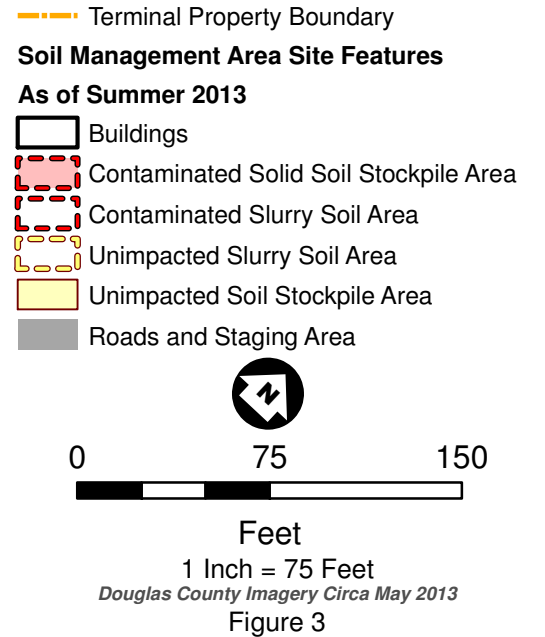 Terminal Property Boundary
Soil Management Area Site Features
As of Summer 2013
Buildings
Contaminated Solid Soil Stockpile Area
Contaminated Slurry Soil Area
Unimpacted Slurry Soil Area
Unimpacted Soil Stockpile Area
Roads and Staging Area
N
0 75 150
Feet
1 Inch = 75 Feet
Douglas County Imagery Circa May 2013
Figure 3